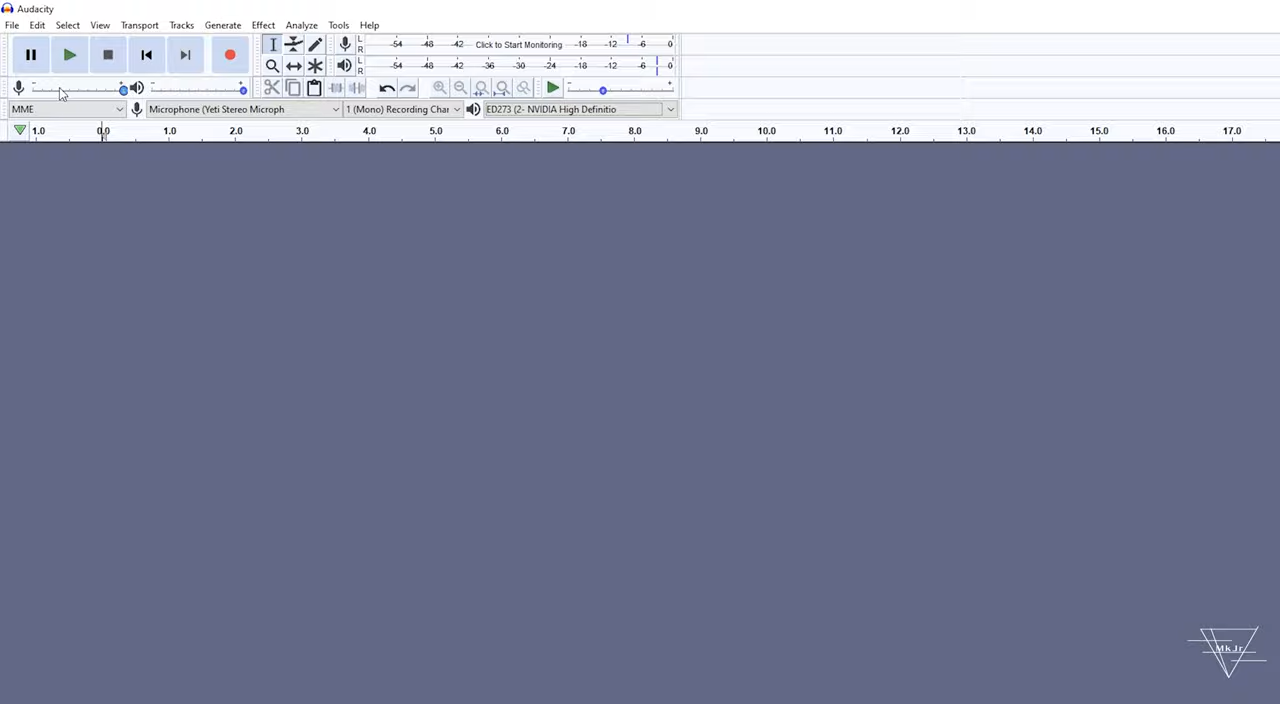 Audacity
File Edit Select View Transport Tracks Generate Effect Analyze Tools Help
L -54 -48 -42 Click to Start Monitoring -18 -12 -6 0
R
L -54 -48 -42 -36 -30 -24 -18 -12 -6 0
R
- + - + - +
MME Microphone (Yeti Stereo Microph 1 (Mono) Recording Char ED273 (2- NVIDIA High Definitio
1.0 0.0 1.0 2.0 3.0 4.0 5.0 6.0 7.0 8.0 9.0 10.0 11.0 12.0 13.0 14.0 15.0 16.0 17.0
MkJr